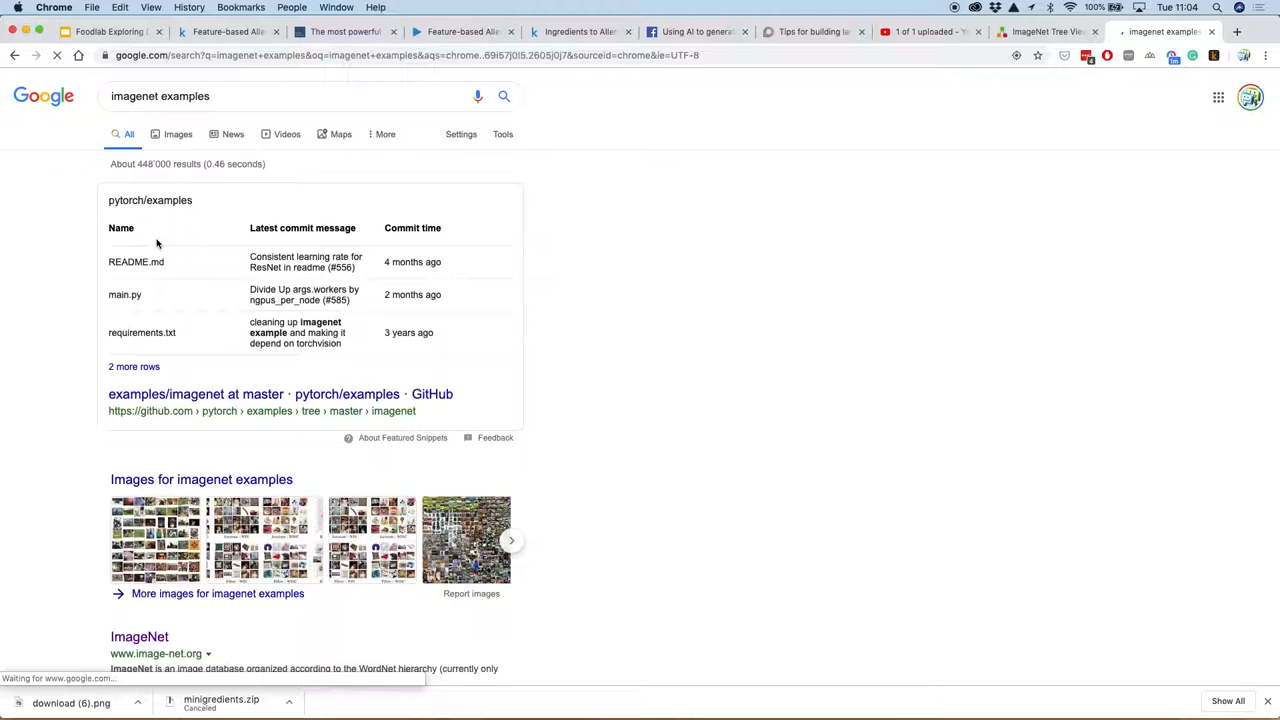 Chrome File Edit View History Bookmarks People Window Help 100% Tue 11:04
Foodlab Exploring D Feature-based Alie The most powerful Feature-based Alien Ingredients to Alien Using AI to generat Tips for building la 1 of 1 uploaded - Yo ImageNet Tree View imagenet examples
google.com/search?q=imagenet+examples&oq=imagenet+examples&aqs=chrome..69i57j0l5.2605j0j7&sourceid=chrome&ie=UTF-8
Google
imagenet examples
All Images News Videos Maps More Settings Tools
About 448'000 results (0.46 seconds)
pytorch/examples
Name Latest commit message Commit time
README.md Consistent learning rate for ResNet in readme (#556) 4 months ago
main.py Divide Up args.workers by ngpus_per_node (#585) 2 months ago
requirements.txt cleaning up imagenet example and making it depend on torchvision 3 years ago
2 more rows
examples/imagenet at master · pytorch/examples · GitHub
https://github.com › pytorch › examples › tree › master › imagenet
About Featured Snippets Feedback
Images for imagenet examples
More images for imagenet examples Report images
ImageNet
www.image-net.org
ImageNet is an image database organized according to the WordNet hierarchy (currently only
Waiting for www.google.com...
download (6).png minigredients.zip Show All
Canceled